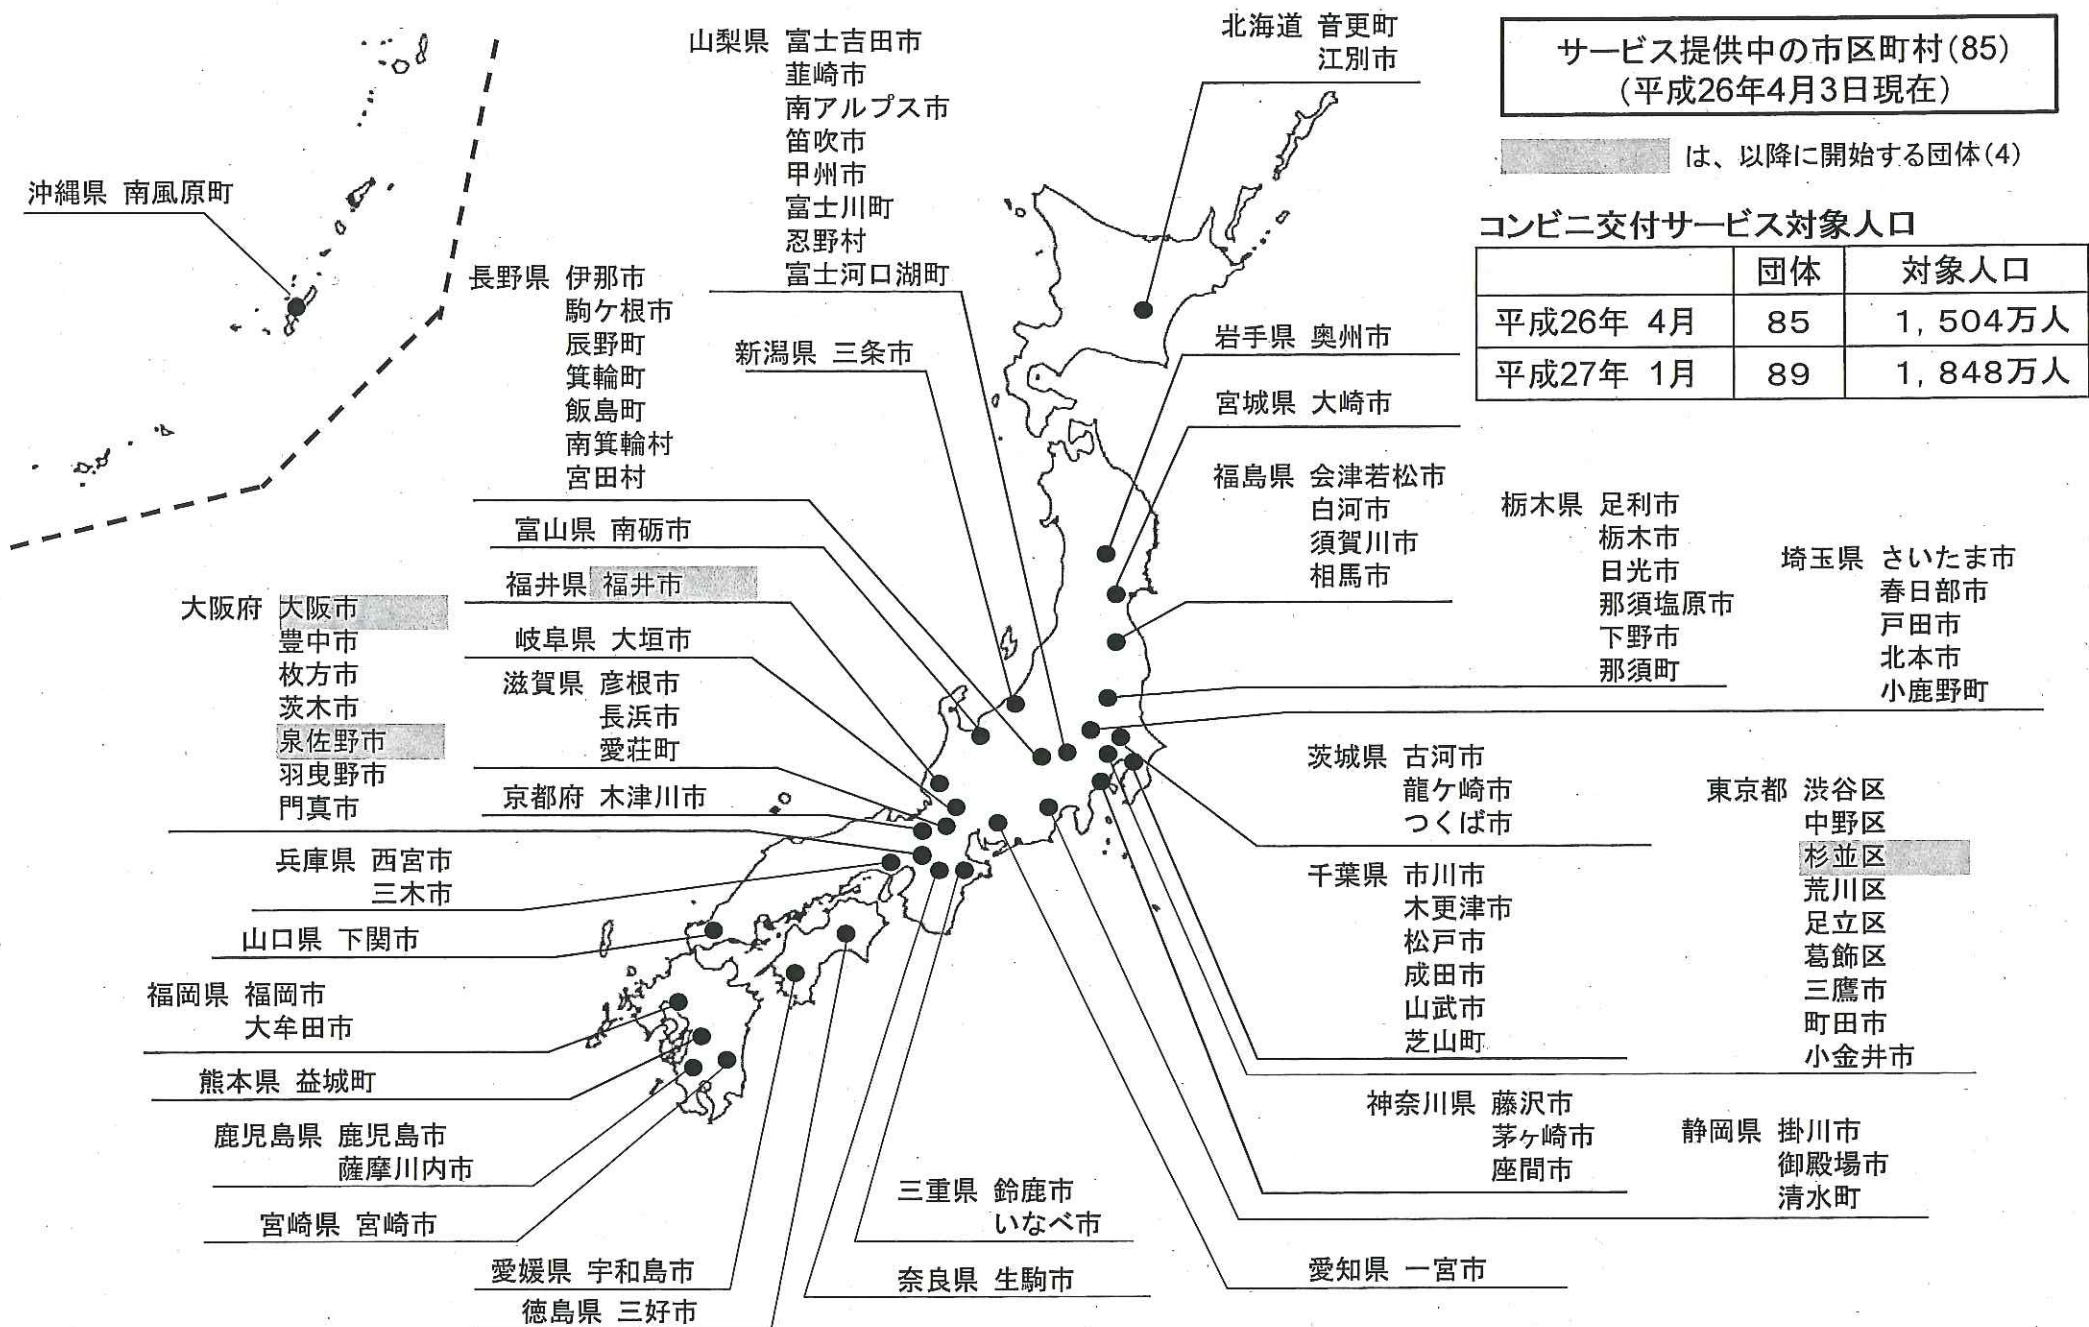 サービス提供中の市区町村(85)
(平成26年4月3日現在)
は、以降に開始する団体(4)
コンビニ交付サービス対象人口
団体 対象人口
平成26年 4月 85 1,504万人
平成27年 1月 89 1,848万人
北海道 音更町
江別市
岩手県 奥州市
宮城県 大崎市
福島県 会津若松市
白河市
須賀川市
相馬市
栃木県 足利市
栃木市
日光市
那須塩原市
下野市
那須町
埼玉県 さいたま市
春日部市
戸田市
北本市
小鹿野町
茨城県 古河市
龍ケ崎市
つくば市
千葉県 市川市
木更津市
松戸市
成田市
山武市
芝山町
東京都 渋谷区
中野区
杉並区
荒川区
足立区
葛飾区
三鷹市
町田市
小金井市
神奈川県 藤沢市
茅ヶ崎市
座間市
静岡県 掛川市
御殿場市
清水町
愛知県 一宮市
山梨県 富士吉田市
韮崎市
南アルプス市
笛吹市
甲州市
富士川町
忍野村
富士河口湖町
新潟県 三条市
長野県 伊那市
駒ケ根市
辰野町
箕輪町
飯島町
南箕輪村
宮田村
富山県 南砺市
福井県 福井市
岐阜県 大垣市
滋賀県 彦根市
長浜市
愛荘町
京都府 木津川市
大阪府 大阪市
豊中市
枚方市
茨木市
泉佐野市
羽曳野市
門真市
兵庫県 西宮市
三木市
山口県 下関市
福岡県 福岡市
大牟田市
熊本県 益城町
鹿児島県 鹿児島市
薩摩川内市
宮崎県 宮崎市
愛媛県 宇和島市
徳島県 三好市
三重県 鈴鹿市
いなべ市
奈良県 生駒市
沖縄県 南風原町